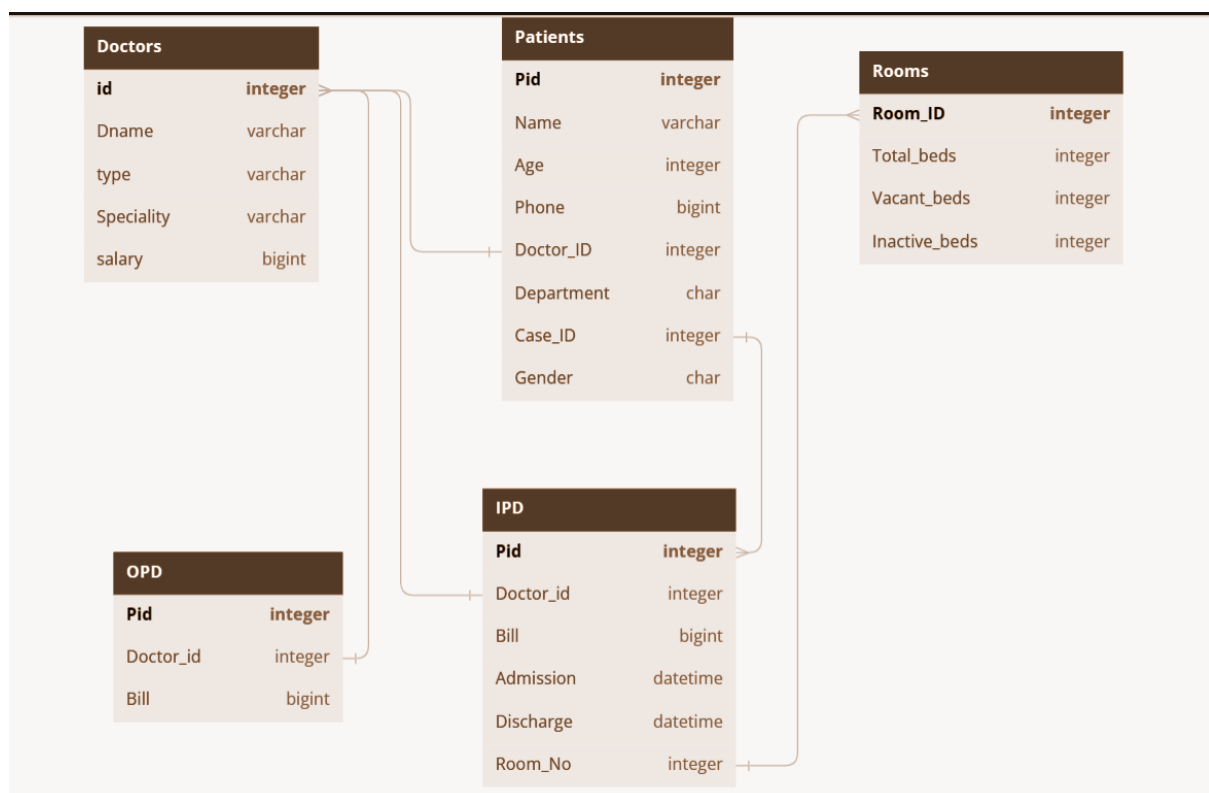 Doctors
id integer
Dname varchar
type varchar
Speciality varchar
salary bigint
Patients
Pid integer
Name varchar
Age integer
Phone bigint
Doctor_ID integer
Department char
Case_ID integer
Gender char
Rooms
Room_ID integer
Total_beds integer
Vacant_beds integer
Inactive_beds integer
OPD
Pid integer
Doctor_id integer
Bill bigint
IPD
Pid integer
Doctor_id integer
Bill bigint
Admission datetime
Discharge datetime
Room_No integer